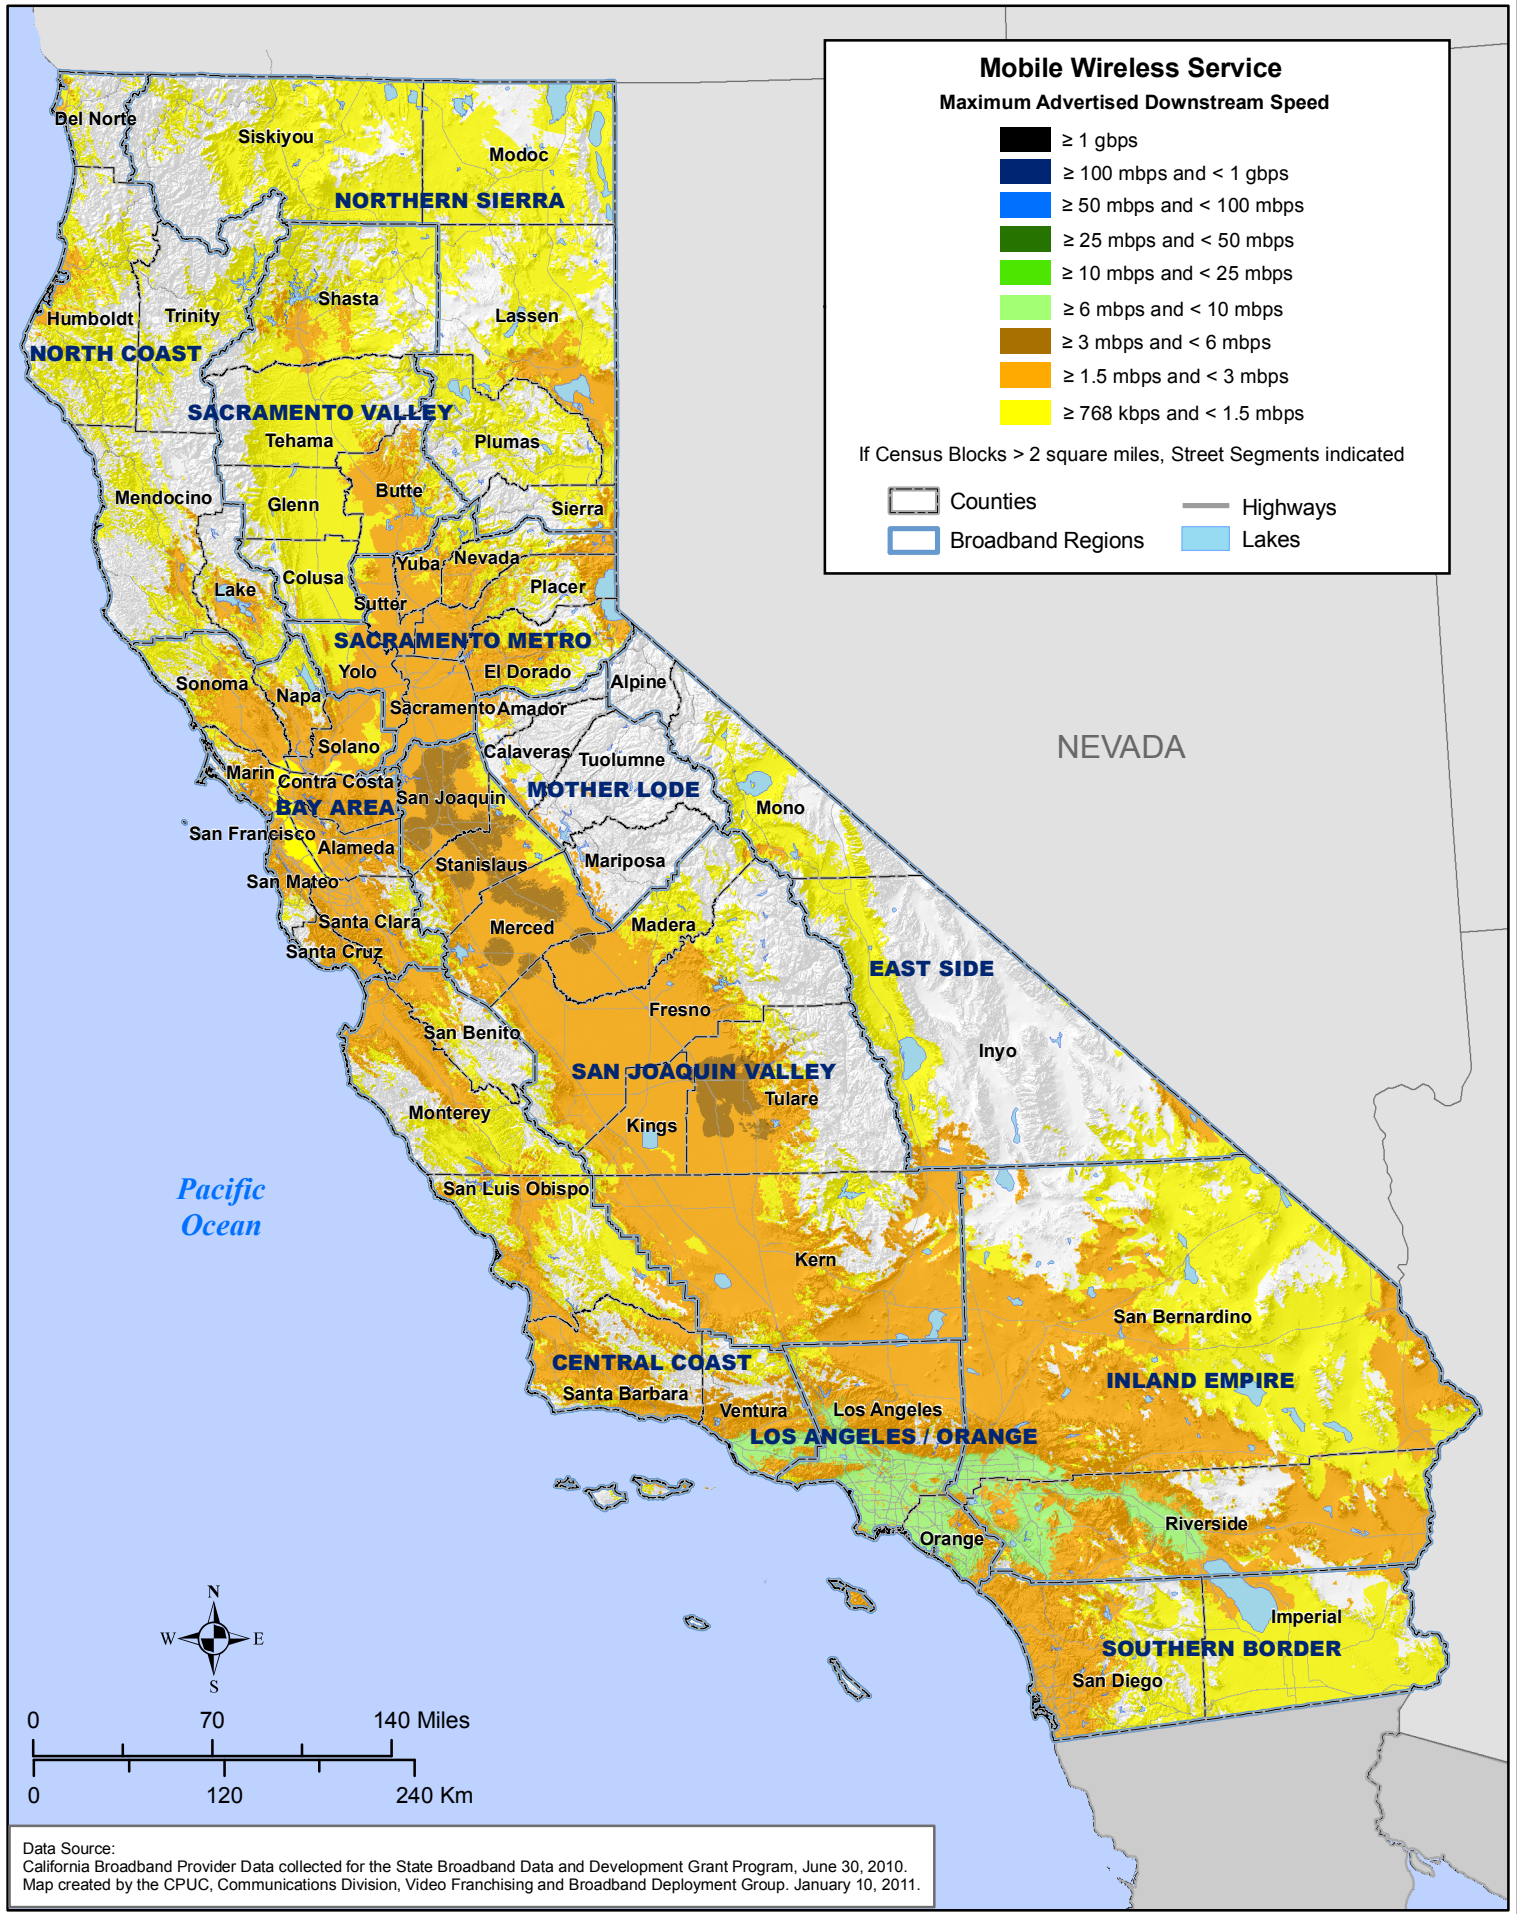 Mobile Wireless Service
Maximum Advertised Downstream Speed
≥ 1 gbps
≥ 100 mbps and < 1 gbps
≥ 50 mbps and < 100 mbps
≥ 25 mbps and < 50 mbps
≥ 10 mbps and < 25 mbps
≥ 6 mbps and < 10 mbps
≥ 3 mbps and < 6 mbps
≥ 1.5 mbps and < 3 mbps
≥ 768 kbps and < 1.5 mbps
If Census Blocks > 2 square miles, Street Segments indicated
Counties
Highways
Broadband Regions
Lakes
Del Norte
Siskiyou
Modoc
NORTHERN SIERRA
Shasta
Humboldt
Trinity
Lassen
NORTH COAST
SACRAMENTO VALLEY
Tehama
Plumas
Mendocino
Glenn
Butte
Sierra
Yuba
Nevada
Lake
Colusa
Placer
Sutter
SACRAMENTO METRO
Sonoma
Napa
Yolo
El Dorado
Alpine
Sacramento
Amador
Solano
Calaveras
Tuolumne
Marin
Contra Costa
MOTHER LODE
BAY AREA
San Joaquin
Mono
NEVADA
San Francisco
Alameda
Stanislaus
Mariposa
San Mateo
Santa Clara
Merced
Madera
Santa Cruz
EAST SIDE
Fresno
San Benito
Inyo
SAN JOAQUIN VALLEY
Tulare
Monterey
Kings
Pacific
Ocean
San Luis Obispo
Kern
San Bernardino
CENTRAL COAST
INLAND EMPIRE
Santa Barbara
Ventura
Los Angeles
LOS ANGELES / ORANGE
Orange
Riverside
Imperial
SOUTHERN BORDER
San Diego
N
W
E
S
0
70
140 Miles
0
120
240 Km
Data Source:
California Broadband Provider Data collected for the State Broadband Data and Development Grant Program, June 30, 2010.
Map created by the CPUC, Communications Division, Video Franchising and Broadband Deployment Group. January 10, 2011.